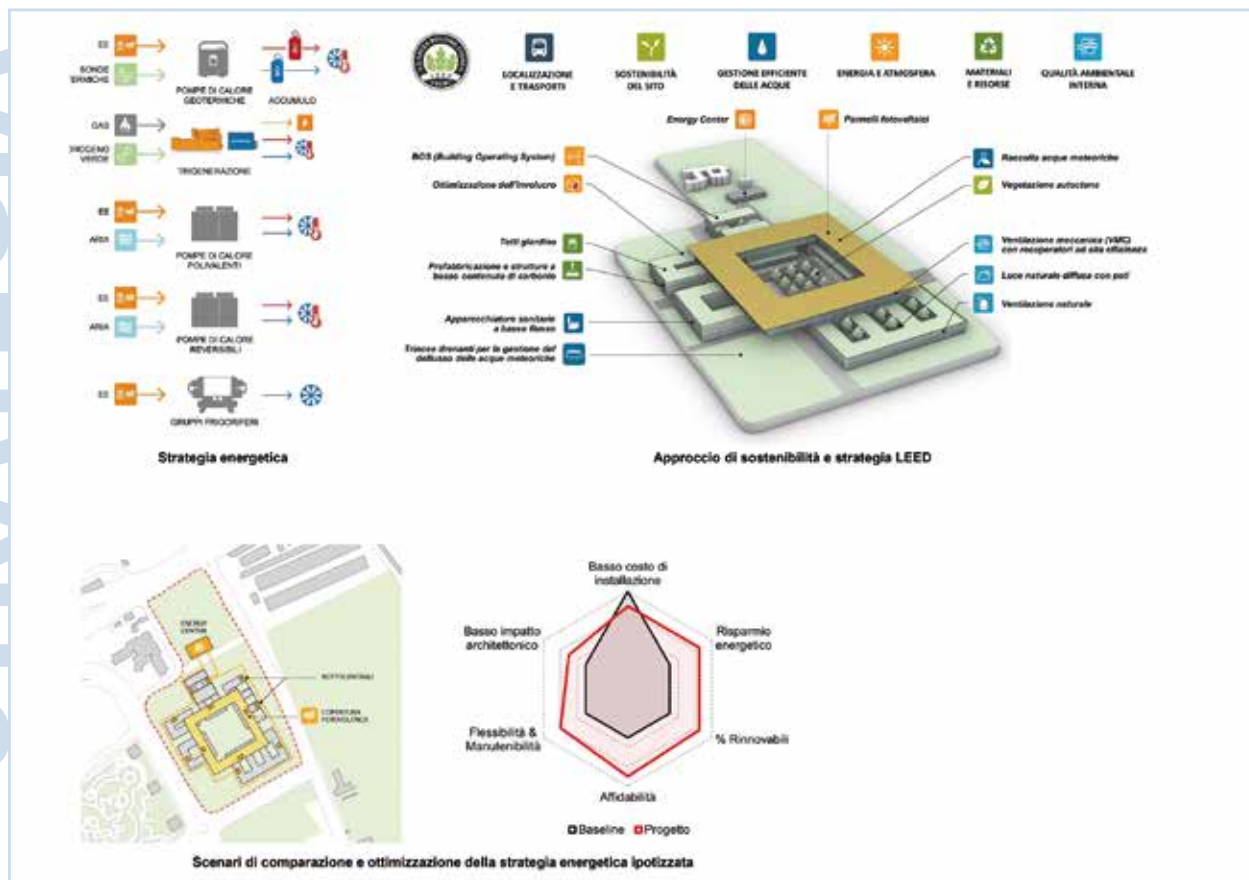 EE
SONDE
TERMICHE
POMPE DI CALORE
GEOTERMICHE
ACCUMULO
GAS
IDROGENO
VERDE
TRIGENERAZIONE
EE
ARIA
POMPE DI CALORE
POLIVALENTI
EE
ARIA
POMPE DI CALORE
REVERSIBILI
EE
GRUPPI FRIGORIFERI
Strategia energetica
LOCALIZZAZIONE
E TRASPORTI
SOSTENIBILITÀ
DEL SITO
GESTIONE EFFICIENTE
DELLE ACQUE
ENERGIA E ATMOSFERA
MATERIALI
E RISORSE
QUALITÀ AMBIENTALE
INTERNA
Energy Center
Pannelli fotovoltaici
BOS (Building Operating System)
Ottimizzazione dell'involucro
Tetti giardino
Prefabbricazione e strutture a
basso contenuto di carbonio
Apparecchiature sanitarie
a basso flusso
Trincee drenanti per la gestione del
deflusso delle acque meteoriche
Raccolta acque meteoriche
Vegetazione autoctona
Ventilazione meccanica (VMC)
con recuperatori ad alta efficienza
Luce naturale diffusa con patii
Ventilazione naturale
Approccio di sostenibilità e strategia LEED
ENERGY
CENTER
SOTTOCENTRALI
COPERTURA
FOTOVOLTAICA
Basso costo di
installazione
Risparmio
energetico
% Rinnovabili
Affidabilità
Flessibilità &
Manutenibilità
Basso impatto
architettonico
Baseline
Progetto
Scenari di comparazione e ottimizzazione della strategia energetica ipotizzata